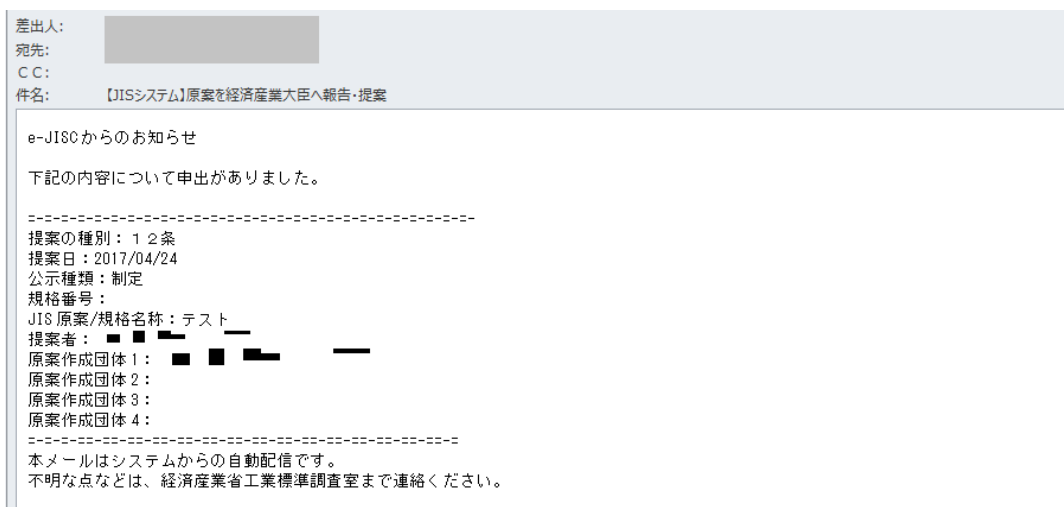 差出人:
宛先:
ＣＣ:
件名: 【JISシステム】原案を経済産業大臣へ報告・提案
e-JISCからのお知らせ
下記の内容について申出がありました。
=-=-=-=-=-=-=-=-=-=-=-=-=-=-=-=-=-=-=-=-=-=-=-=-=-=-=-
提案の種別：１２条
提案日：2017/04/24
公示種類：制定
規格番号：
JIS原案/規格名称：テスト
提案者：
原案作成団体１：
原案作成団体２：
原案作成団体３：
原案作成団体４：
=-=-=-=-=-=-=-=-=-=-=-=-=-=-=-=-=-=-=-=-=-=-=-=-=-=-=
本メールはシステムからの自動配信です。
不明な点などは、経済産業省工業標準調査室まで連絡ください。